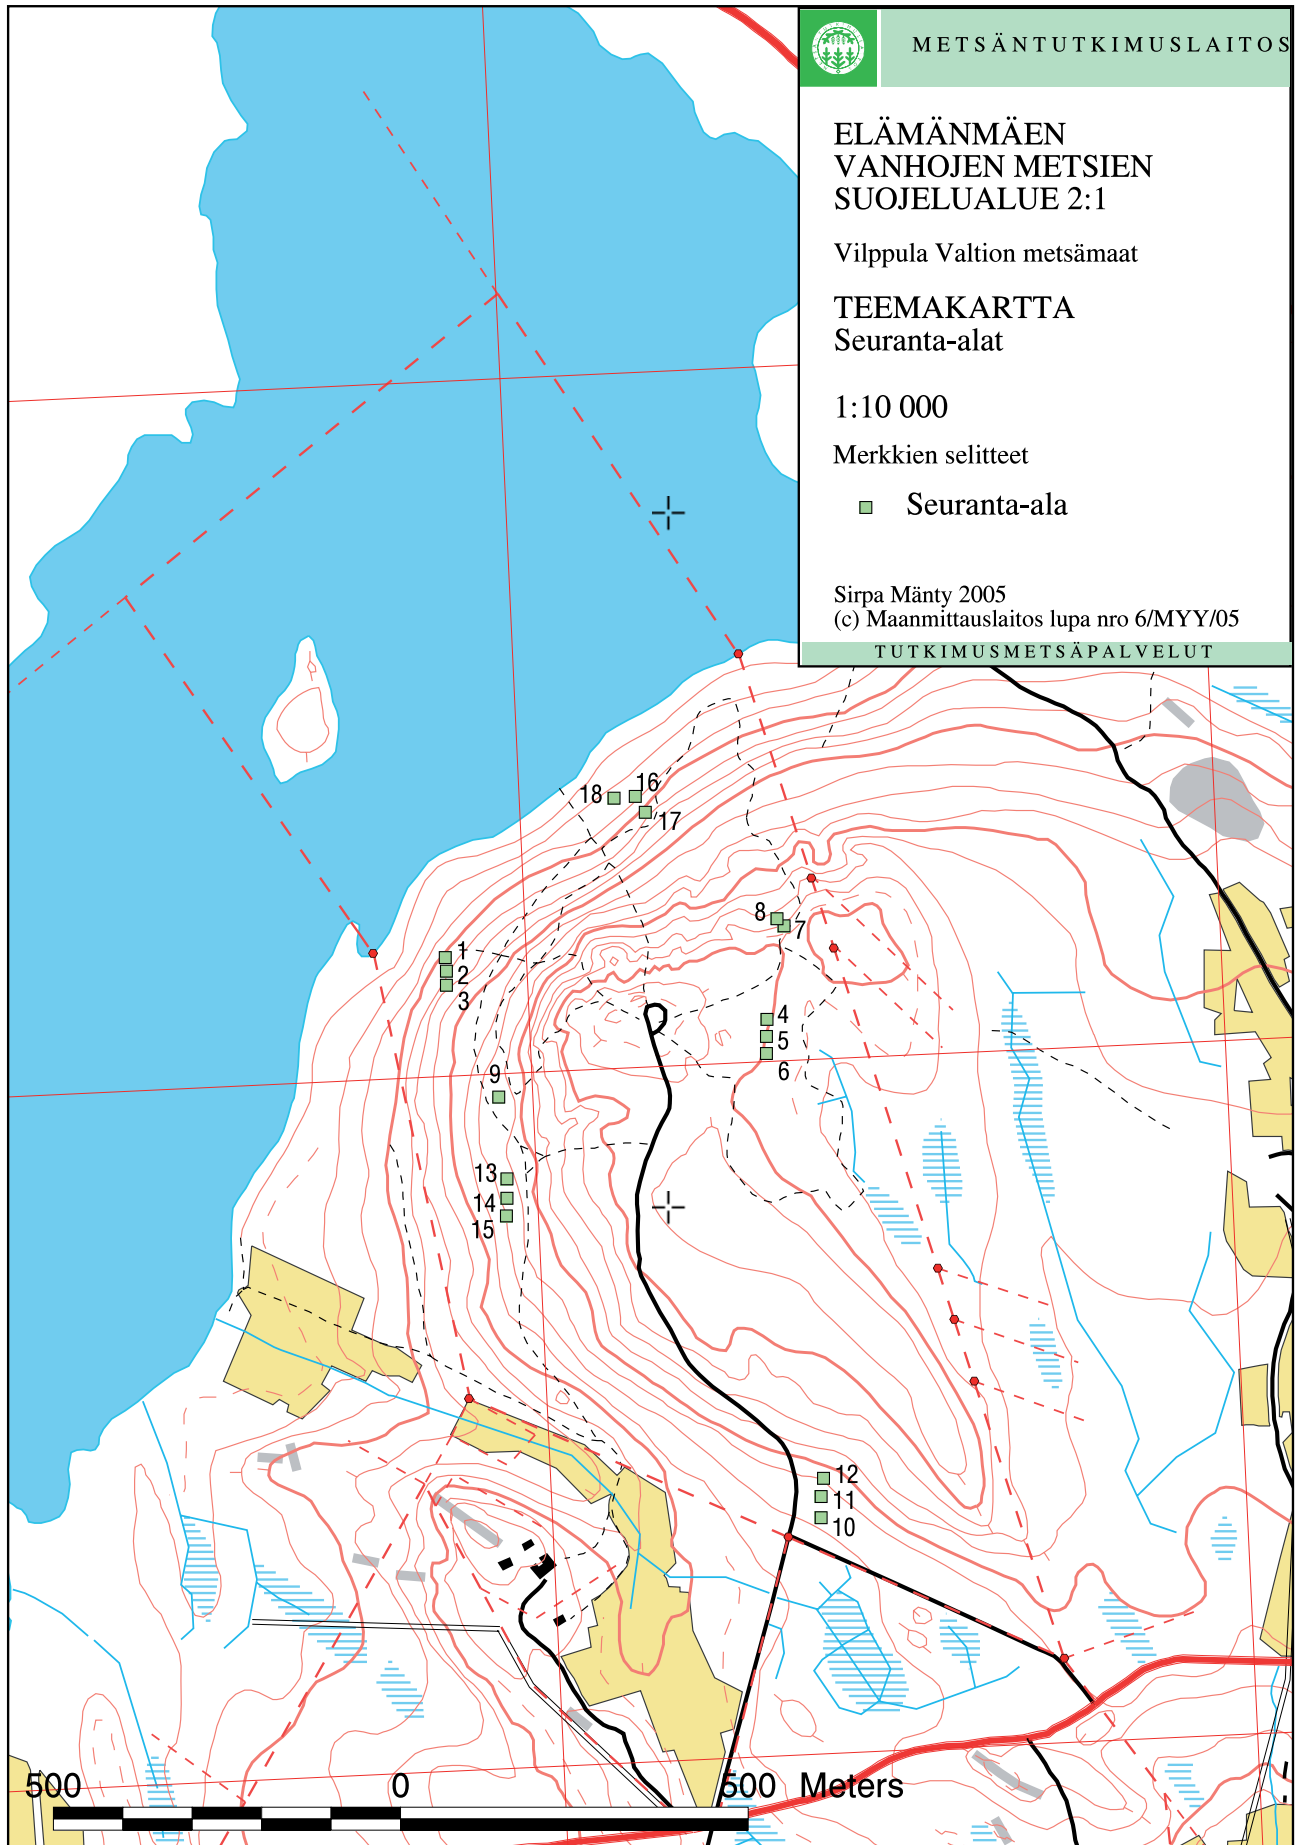 METSÄNTUTKIMUSLAITOS
ELÄMÄNMÄEN
VANHOJEN METSIEN
SUOJELUALUE 2:1
Vilppula Valtion metsämaat
TEEMAKARTTA
Seuranta-alat
1:10 000
Merkkien selitteet
Seuranta-ala
Sirpa Mänty 2005
(c) Maanmittauslaitos lupa nro 6/MYY/05
TUTKIMUSMETSÄPALVELUT
16
18
17
8
7
1
2
3
4
5
6
9
13
14
15
12
11
10
500 0 500 Meters